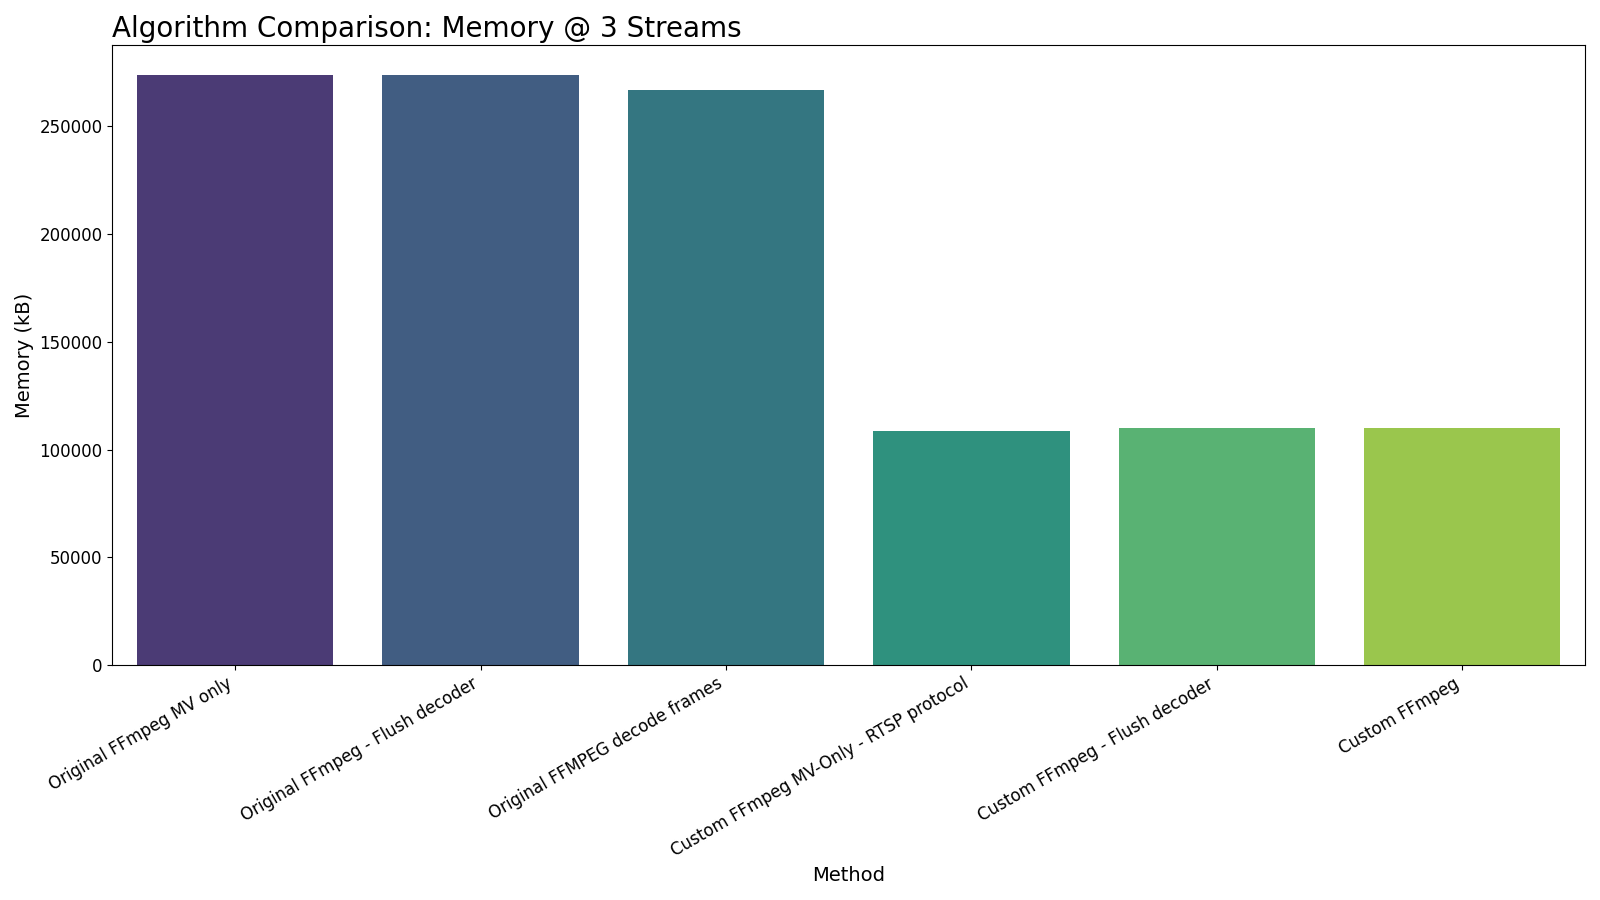 Algorithm Comparison: Memory @ 3 Streams
Memory (kB)
250000
200000
150000
100000
50000
0
Original FFmpeg MV only
Original FFmpeg - Flush decoder
Original FFMPEG decode frames
Custom FFmpeg MV-Only - RTSP protocol
Custom FFmpeg - Flush decoder
Custom FFmpeg
Method